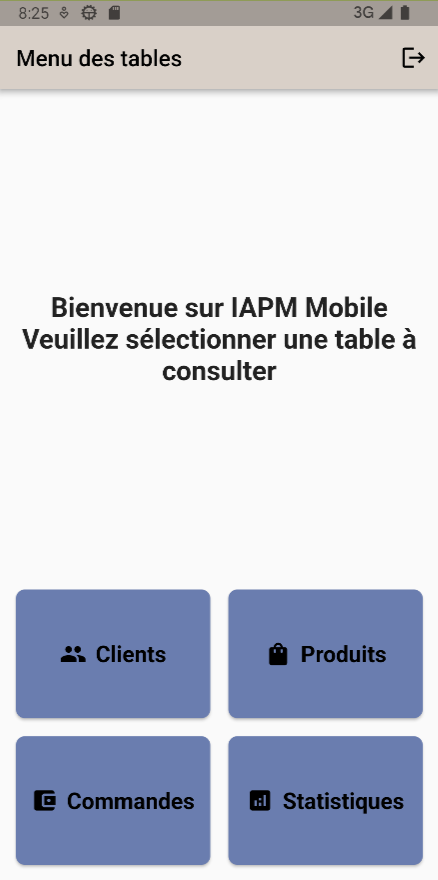 8:25 3G
Menu des tables
Bienvenue sur IAPM Mobile
Veuillez sélectionner une table à
consulter
Clients Produits
Commandes Statistiques